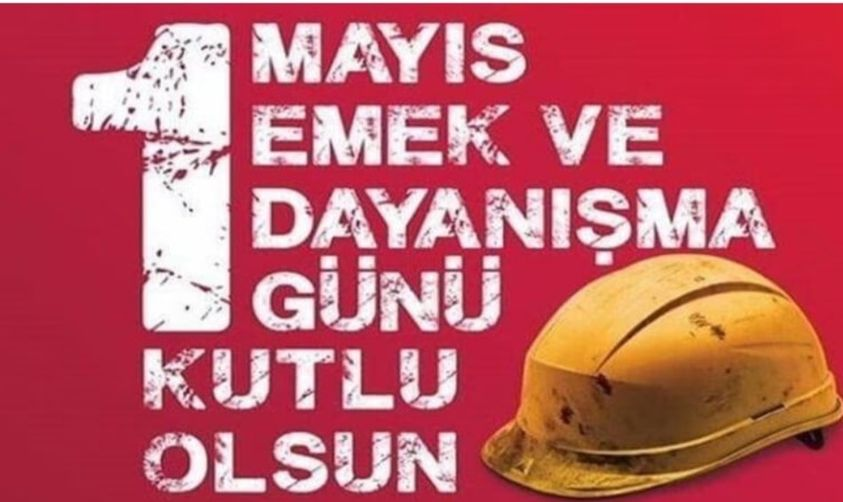 1 MAYIS
EMEK VE
DAYANIŞMA
GÜNÜ
KUTLU
OLSUN